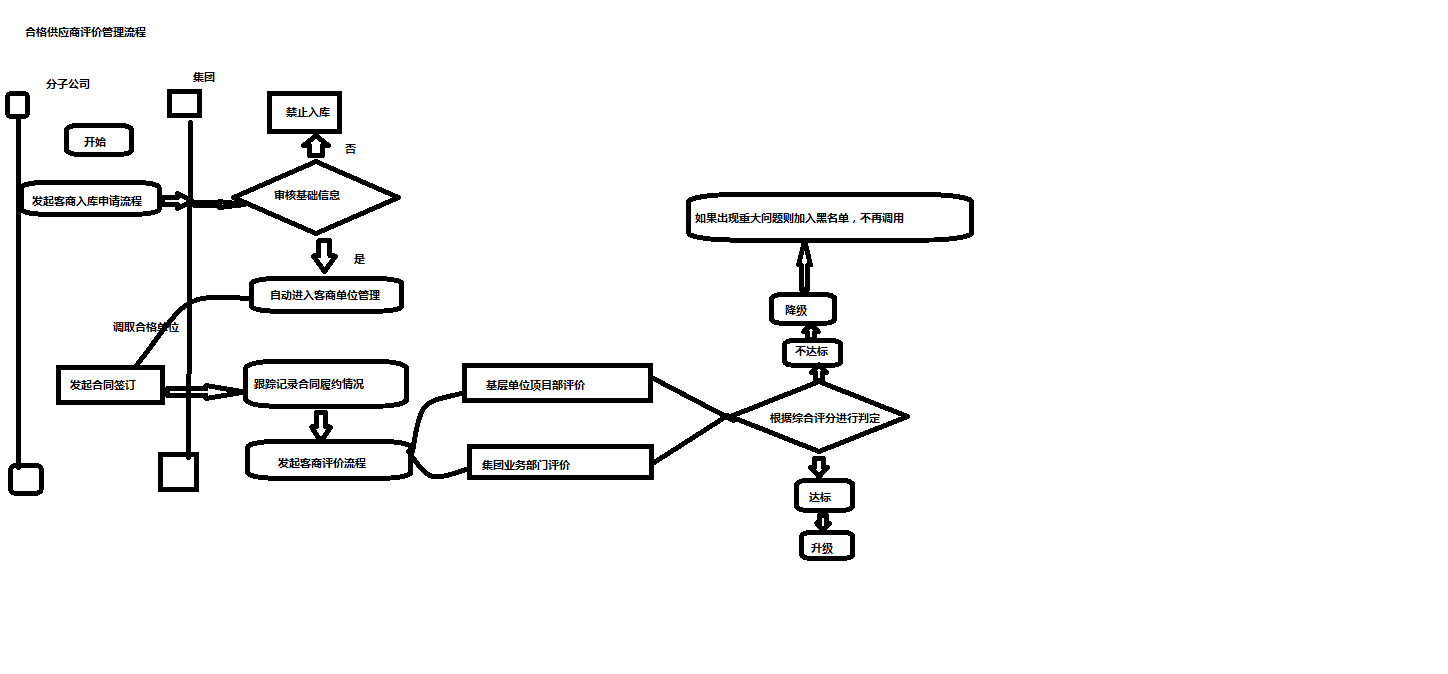 合格供应商评价管理流程
分子公司
集团
禁止入库
开始
否
审核基础信息
发起客商入库申请流程
如果出现重大问题则加入黑名单，不再调用
是
自动进入客商单位管理
降级
调取合格单位
不达标
发起合同签订
跟踪记录合同履约情况
基层单位项目部评价
根据综合评分进行判定
发起客商评价流程
集团业务部门评价
达标
升级